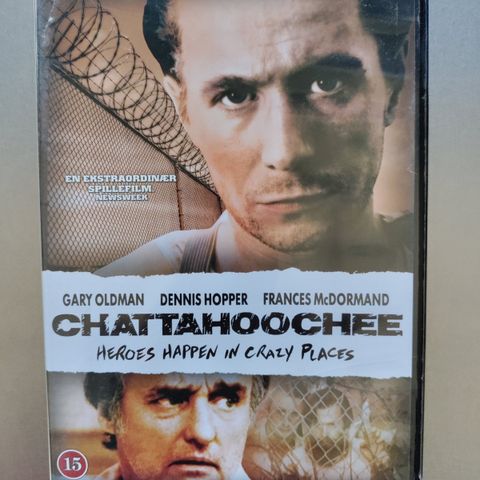 EN EKSTRAORDINÆR
SPILLEFILM
NEWSWEEK
GARY OLDMAN DENNIS HOPPER FRANCES McDORMAND
CHATTAHOOCHEE
HEROES HAPPEN IN CRAZY PLACES
15